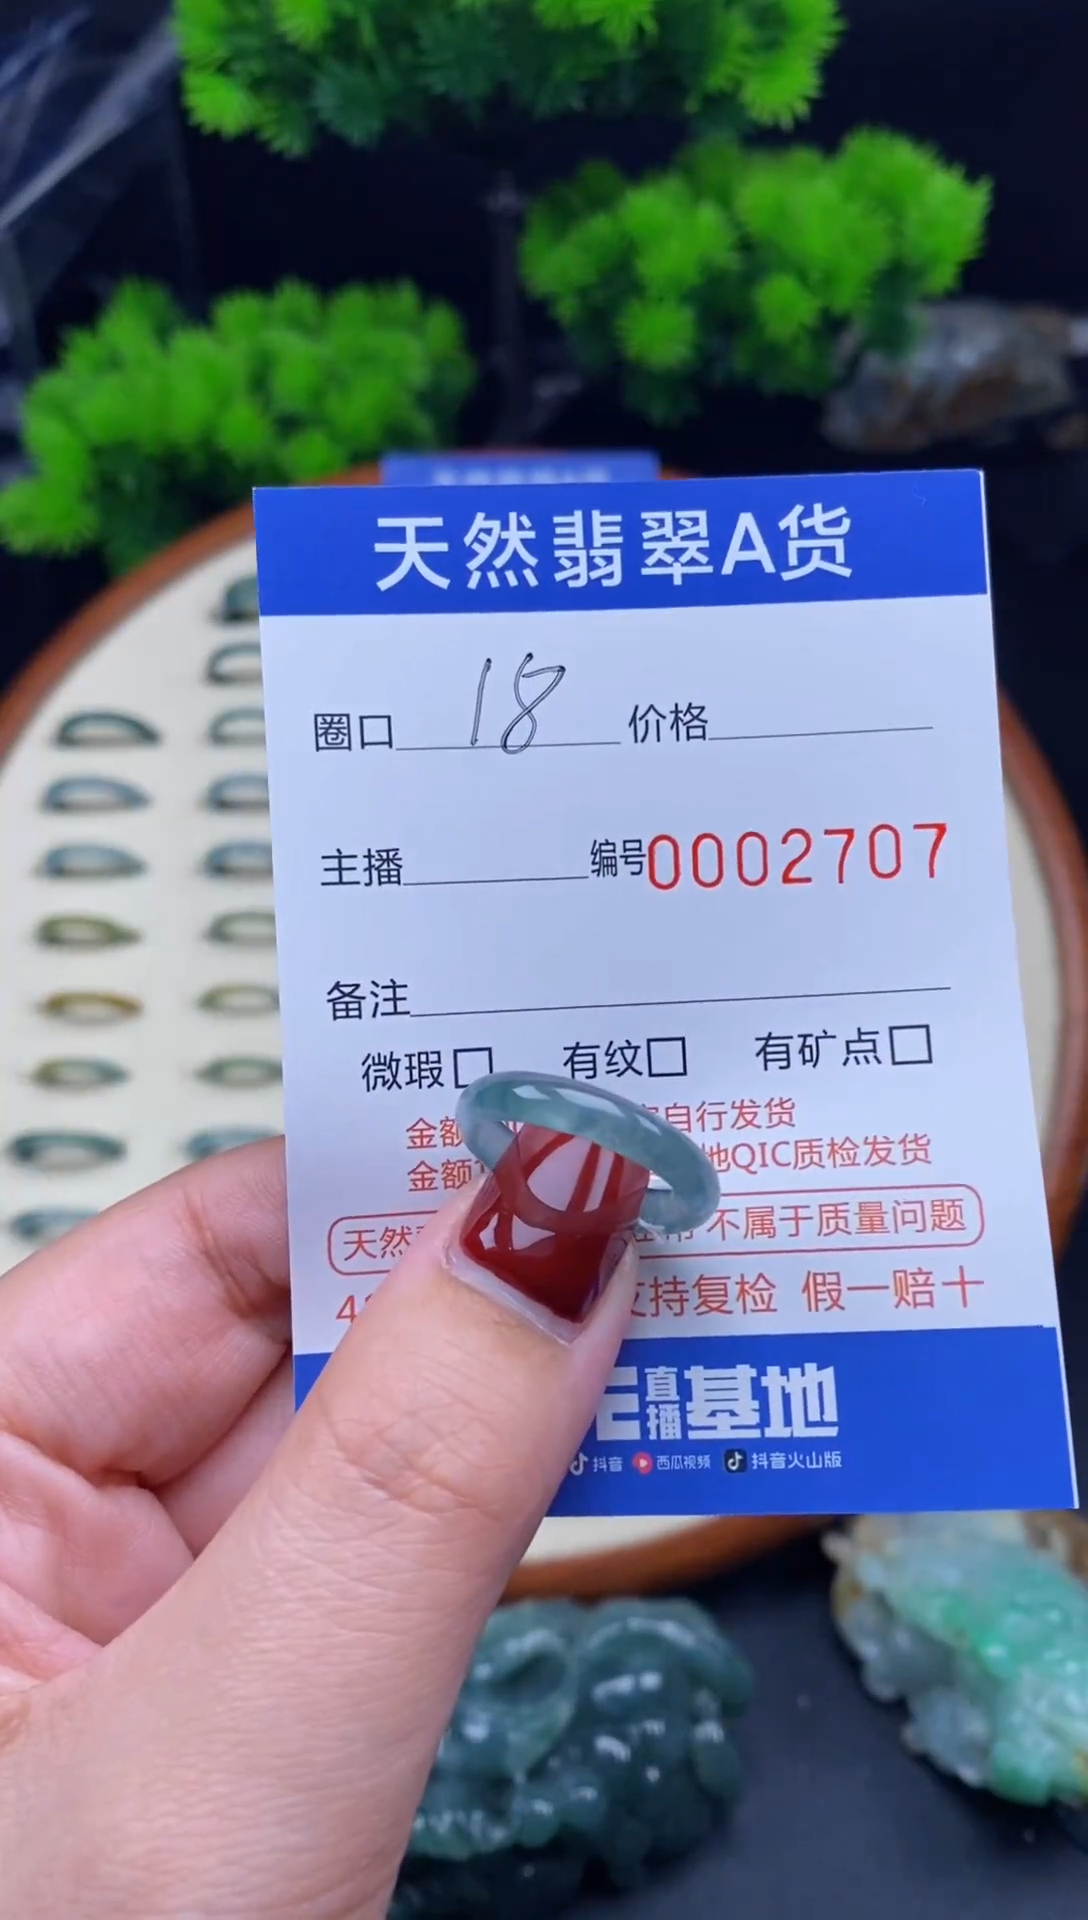 天然翡翠A货
圈口 18 价格
主播 编号0002707
备注
微瑕□ 有纹□ 有矿点□
金额 自行发货
金额 地QIC质检发货
天然 不属于质量问题
支持复检 假一赔十
直播基地
抖音 西瓜视频 抖音火山版